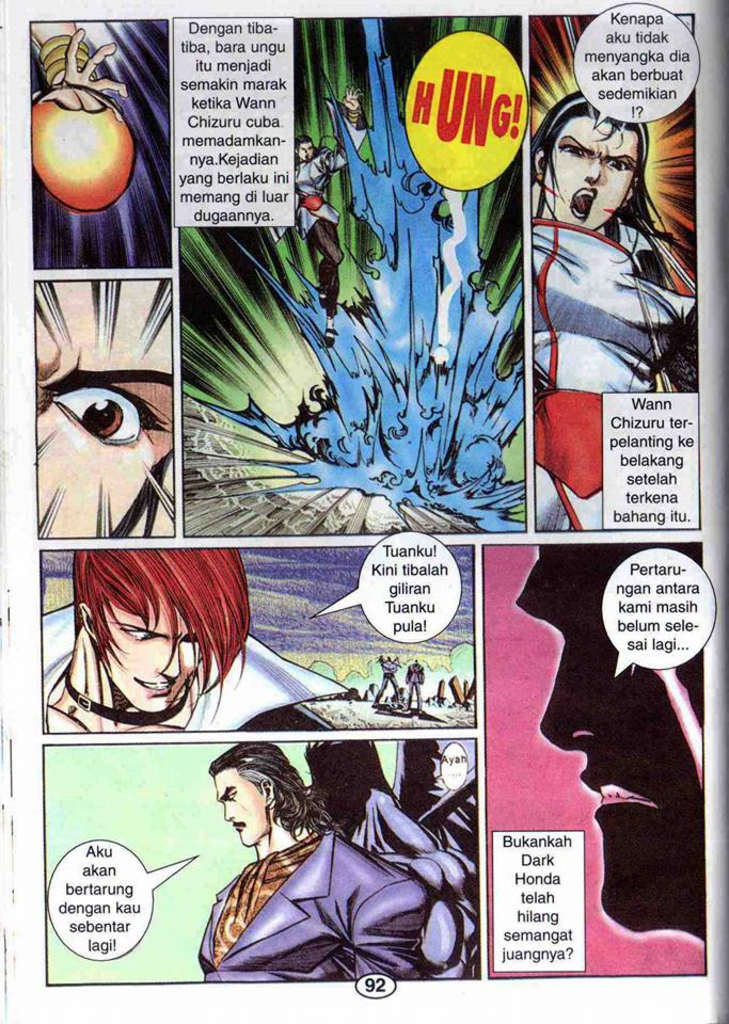 Dengan tiba-
tiba, bara ungu
itu menjadi
semakin marak
ketika Wann
Chizuru cuba
memadamkan-
nya.Kejadian
yang berlaku ini
memang di luar
dugaannya.
HUNG!
Kenapa
aku tidak
menyangka dia
akan berbuat
sedemikian
!?
Wann
Chizuru ter-
pelanting ke
belakang
setelah
terkena
bahang itu.
Tuanku!
Kini tibalah
giliran
Tuanku
pula!
Pertaru-
ngan antara
kami masih
belum sele-
sai lagi...
Ayah
Aku
akan
bertarung
dengan kau
sebentar
lagi!
Bukankah
Dark
Honda
telah
hilang
semangat
juangnya?
92